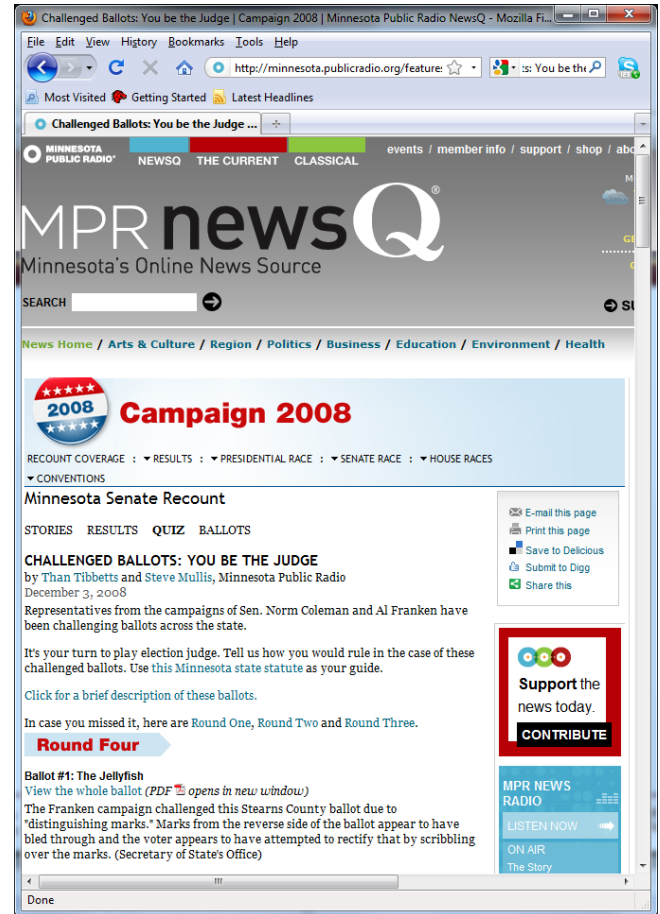 Challenged Ballots: You be the Judge | Campaign 2008 | Minnesota Public Radio NewsQ - Mozilla Fi...
File Edit View History Bookmarks Tools Help
http://minnesota.publicradio.org/feature
s: You be the
Most Visited Getting Started Latest Headlines
Challenged Ballots: You be the Judge ...
MINNESOTA PUBLIC RADIO NEWSQ THE CURRENT CLASSICAL events / member info / support / shop / abo
MPR newsQ®
Minnesota's Online News Source
SEARCH
News Home / Arts & Culture / Region / Politics / Business / Education / Environment / Health
2008
Campaign 2008
RECOUNT COVERAGE : RESULTS : PRESIDENTIAL RACE : SENATE RACE : HOUSE RACES
CONVENTIONS
Minnesota Senate Recount
STORIES RESULTS QUIZ BALLOTS
CHALLENGED BALLOTS: YOU BE THE JUDGE
by Than Tibbetts and Steve Mullis, Minnesota Public Radio
December 3, 2008
Representatives from the campaigns of Sen. Norm Coleman and Al Franken have
been challenging ballots across the state.
It's your turn to play election judge. Tell us how you would rule in the case of these
challenged ballots. Use this Minnesota state statute as your guide.
Click for a brief description of these ballots.
In case you missed it, here are Round One, Round Two and Round Three.
Round Four
Ballot #1: The Jellyfish
View the whole ballot (PDF opens in new window)
The Franken campaign challenged this Stearns County ballot due to
"distinguishing marks." Marks from the reverse side of the ballot appear to have
bled through and the voter appears to have attempted to rectify that by scribbling
over the marks. (Secretary of State's Office)
E-mail this page
Print this page
Save to Delicious
Submit to Digg
Share this
Support the
news today.
CONTRIBUTE
MPR NEWS
RADIO
LISTEN NOW
ON AIR
The Story
Done